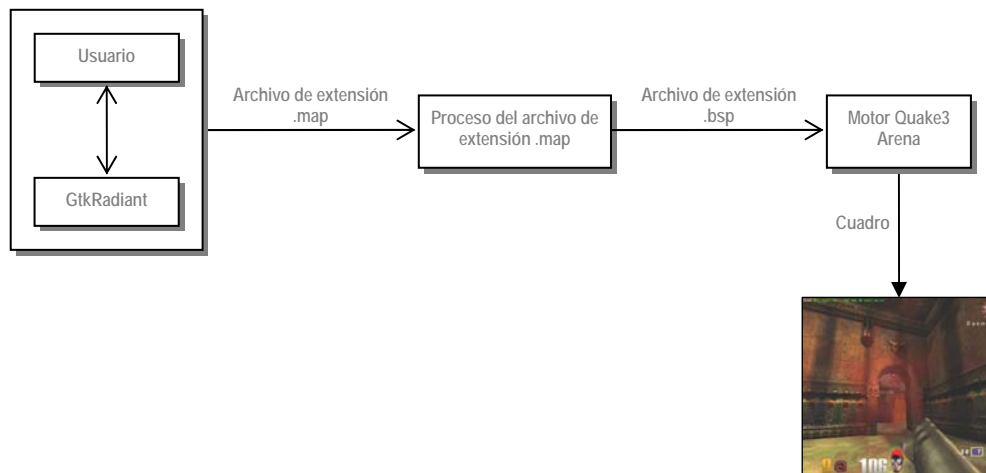 Usuario
GtkRadiant
Archivo de extensión
.map
Proceso del archivo de
extensión .map
Archivo de extensión
.bsp
Motor Quake3
Arena
Cuadro
106